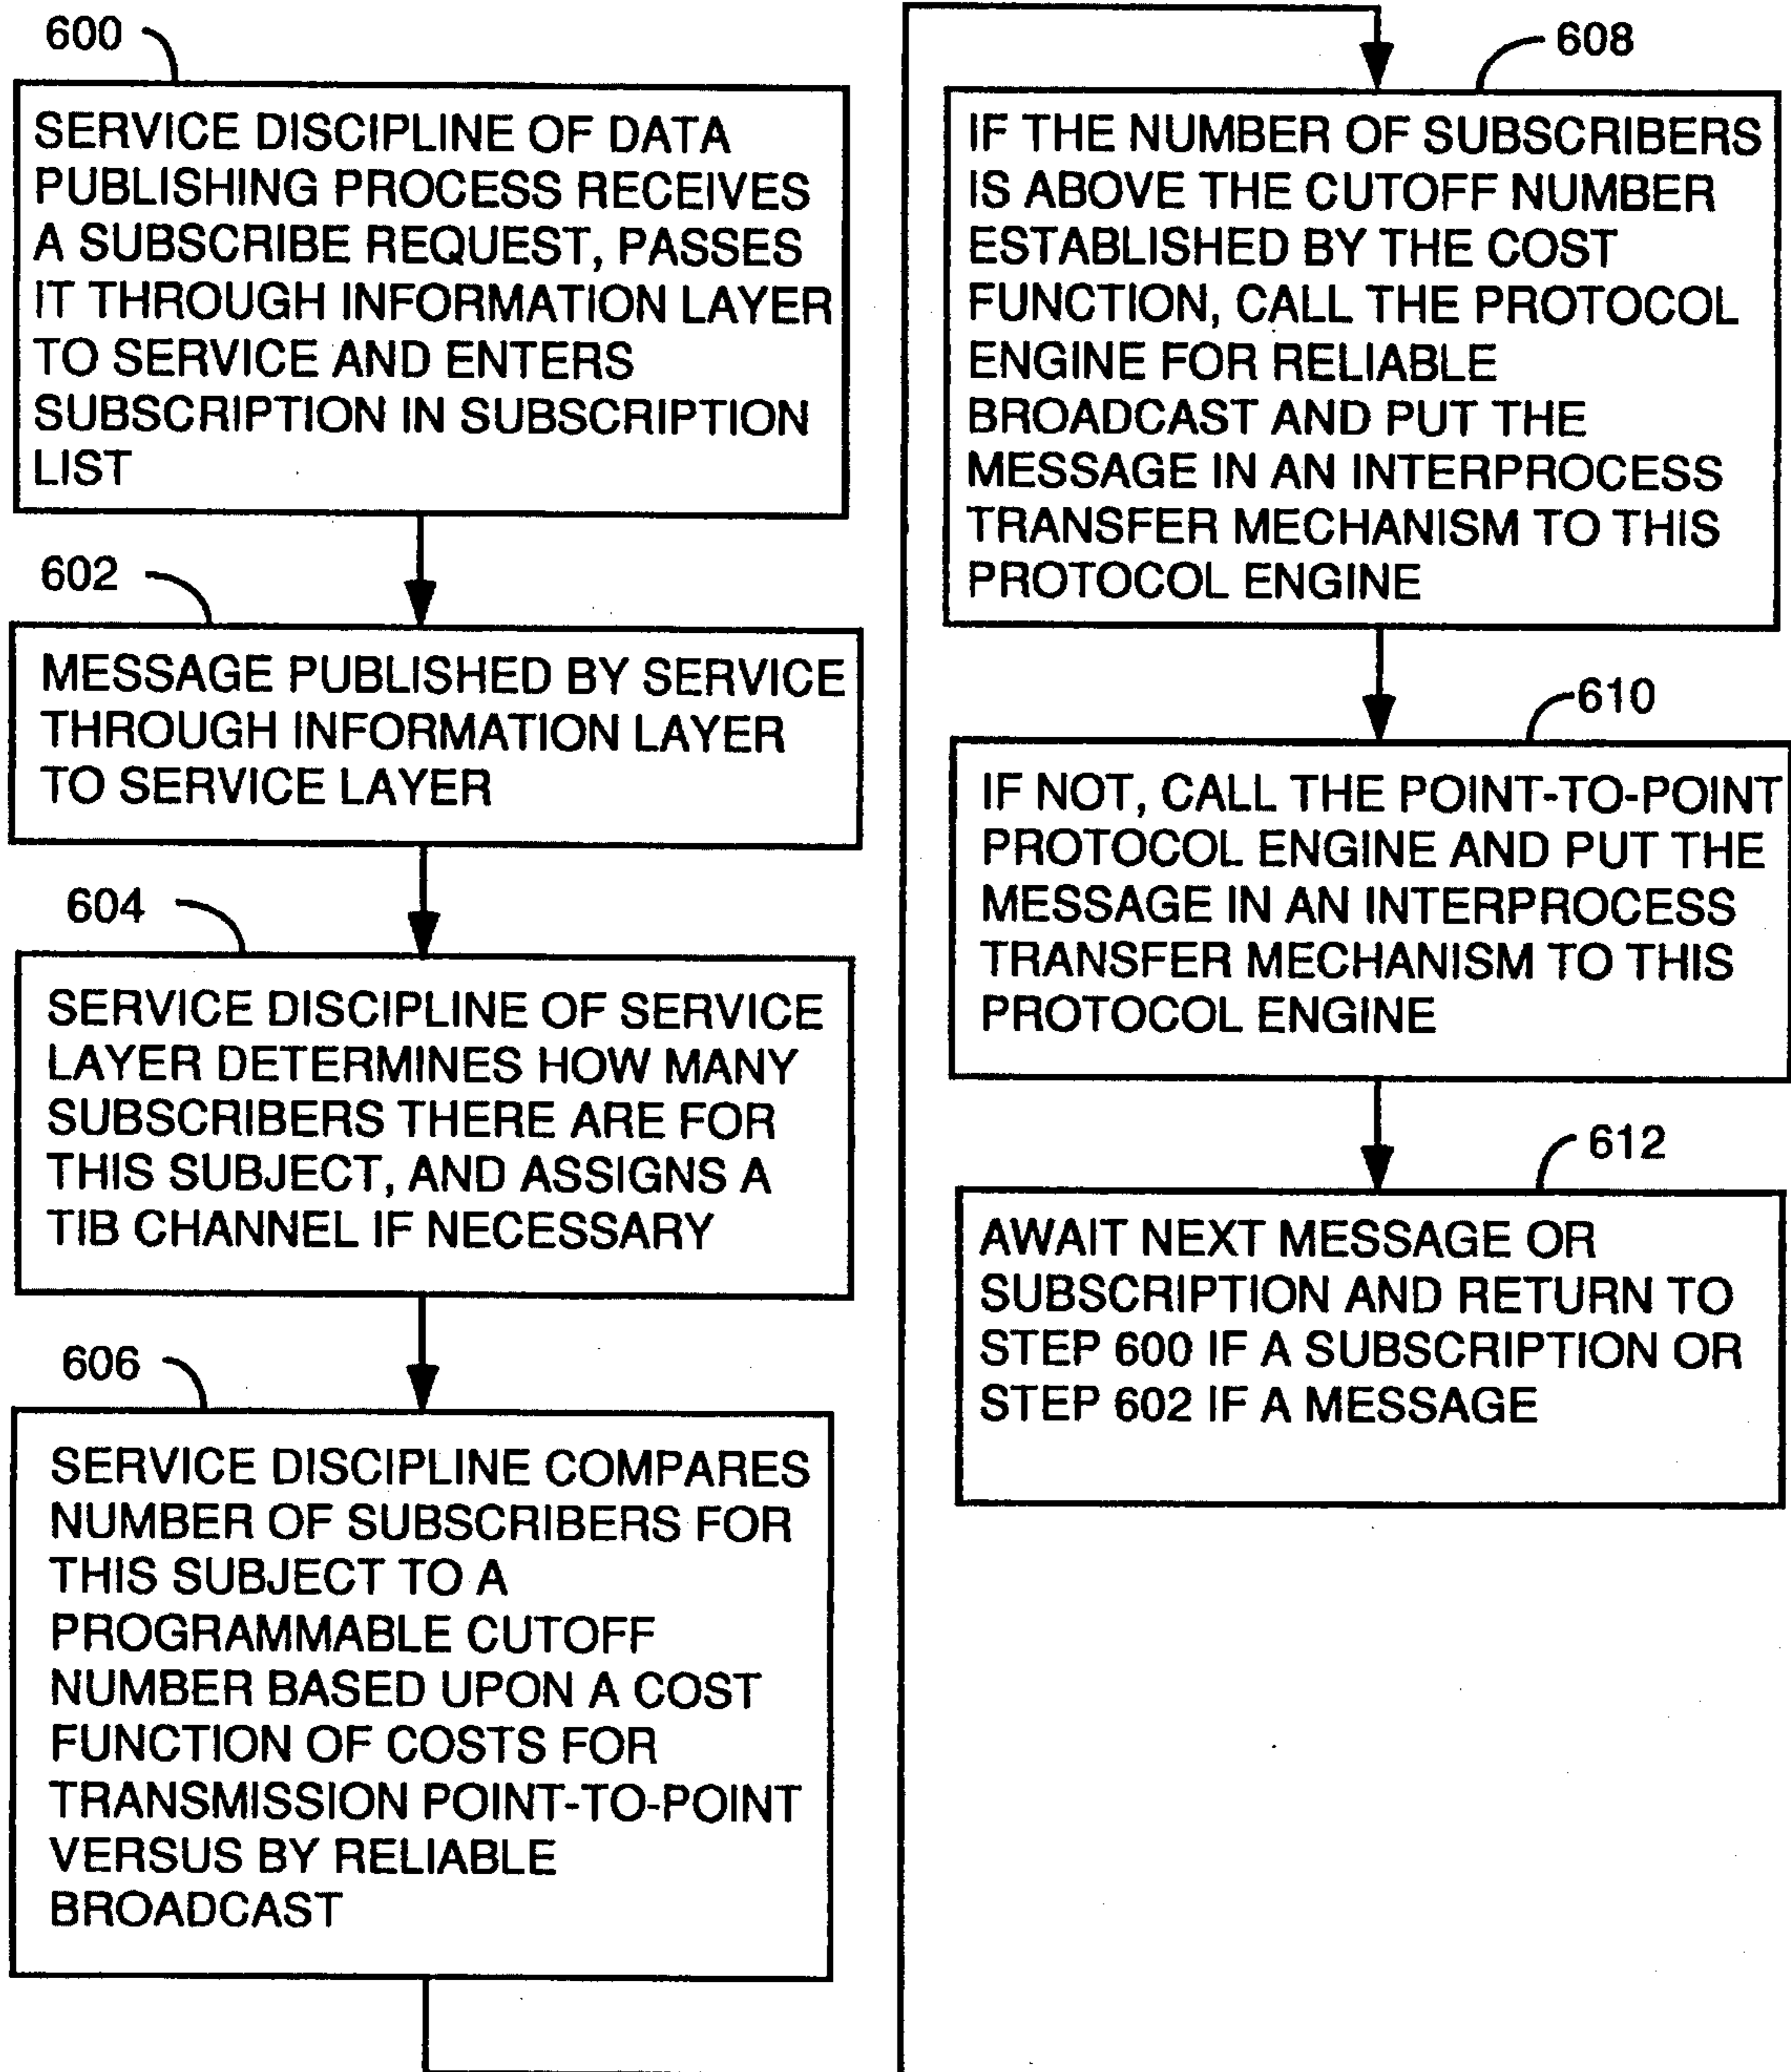 600
SERVICE DISCIPLINE OF DATA
PUBLISHING PROCESS RECEIVES
A SUBSCRIBE REQUEST, PASSES
IT THROUGH INFORMATION LAYER
TO SERVICE AND ENTERS
SUBSCRIPTION IN SUBSCRIPTION
LIST
602
MESSAGE PUBLISHED BY SERVICE
THROUGH INFORMATION LAYER
TO SERVICE LAYER
604
SERVICE DISCIPLINE OF SERVICE
LAYER DETERMINES HOW MANY
SUBSCRIBERS THERE ARE FOR
THIS SUBJECT, AND ASSIGNS A
TIB CHANNEL IF NECESSARY
606
SERVICE DISCIPLINE COMPARES
NUMBER OF SUBSCRIBERS FOR
THIS SUBJECT TO A
PROGRAMMABLE CUTOFF
NUMBER BASED UPON A COST
FUNCTION OF COSTS FOR
TRANSMISSION POINT-TO-POINT
VERSUS BY RELIABLE
BROADCAST
608
IF THE NUMBER OF SUBSCRIBERS
IS ABOVE THE CUTOFF NUMBER
ESTABLISHED BY THE COST
FUNCTION, CALL THE PROTOCOL
ENGINE FOR RELIABLE
BROADCAST AND PUT THE
MESSAGE IN AN INTERPROCESS
TRANSFER MECHANISM TO THIS
PROTOCOL ENGINE
610
IF NOT, CALL THE POINT-TO-POINT
PROTOCOL ENGINE AND PUT THE
MESSAGE IN AN INTERPROCESS
TRANSFER MECHANISM TO THIS
PROTOCOL ENGINE
612
AWAIT NEXT MESSAGE OR
SUBSCRIPTION AND RETURN TO
STEP 600 IF A SUBSCRIPTION OR
STEP 602 IF A MESSAGE